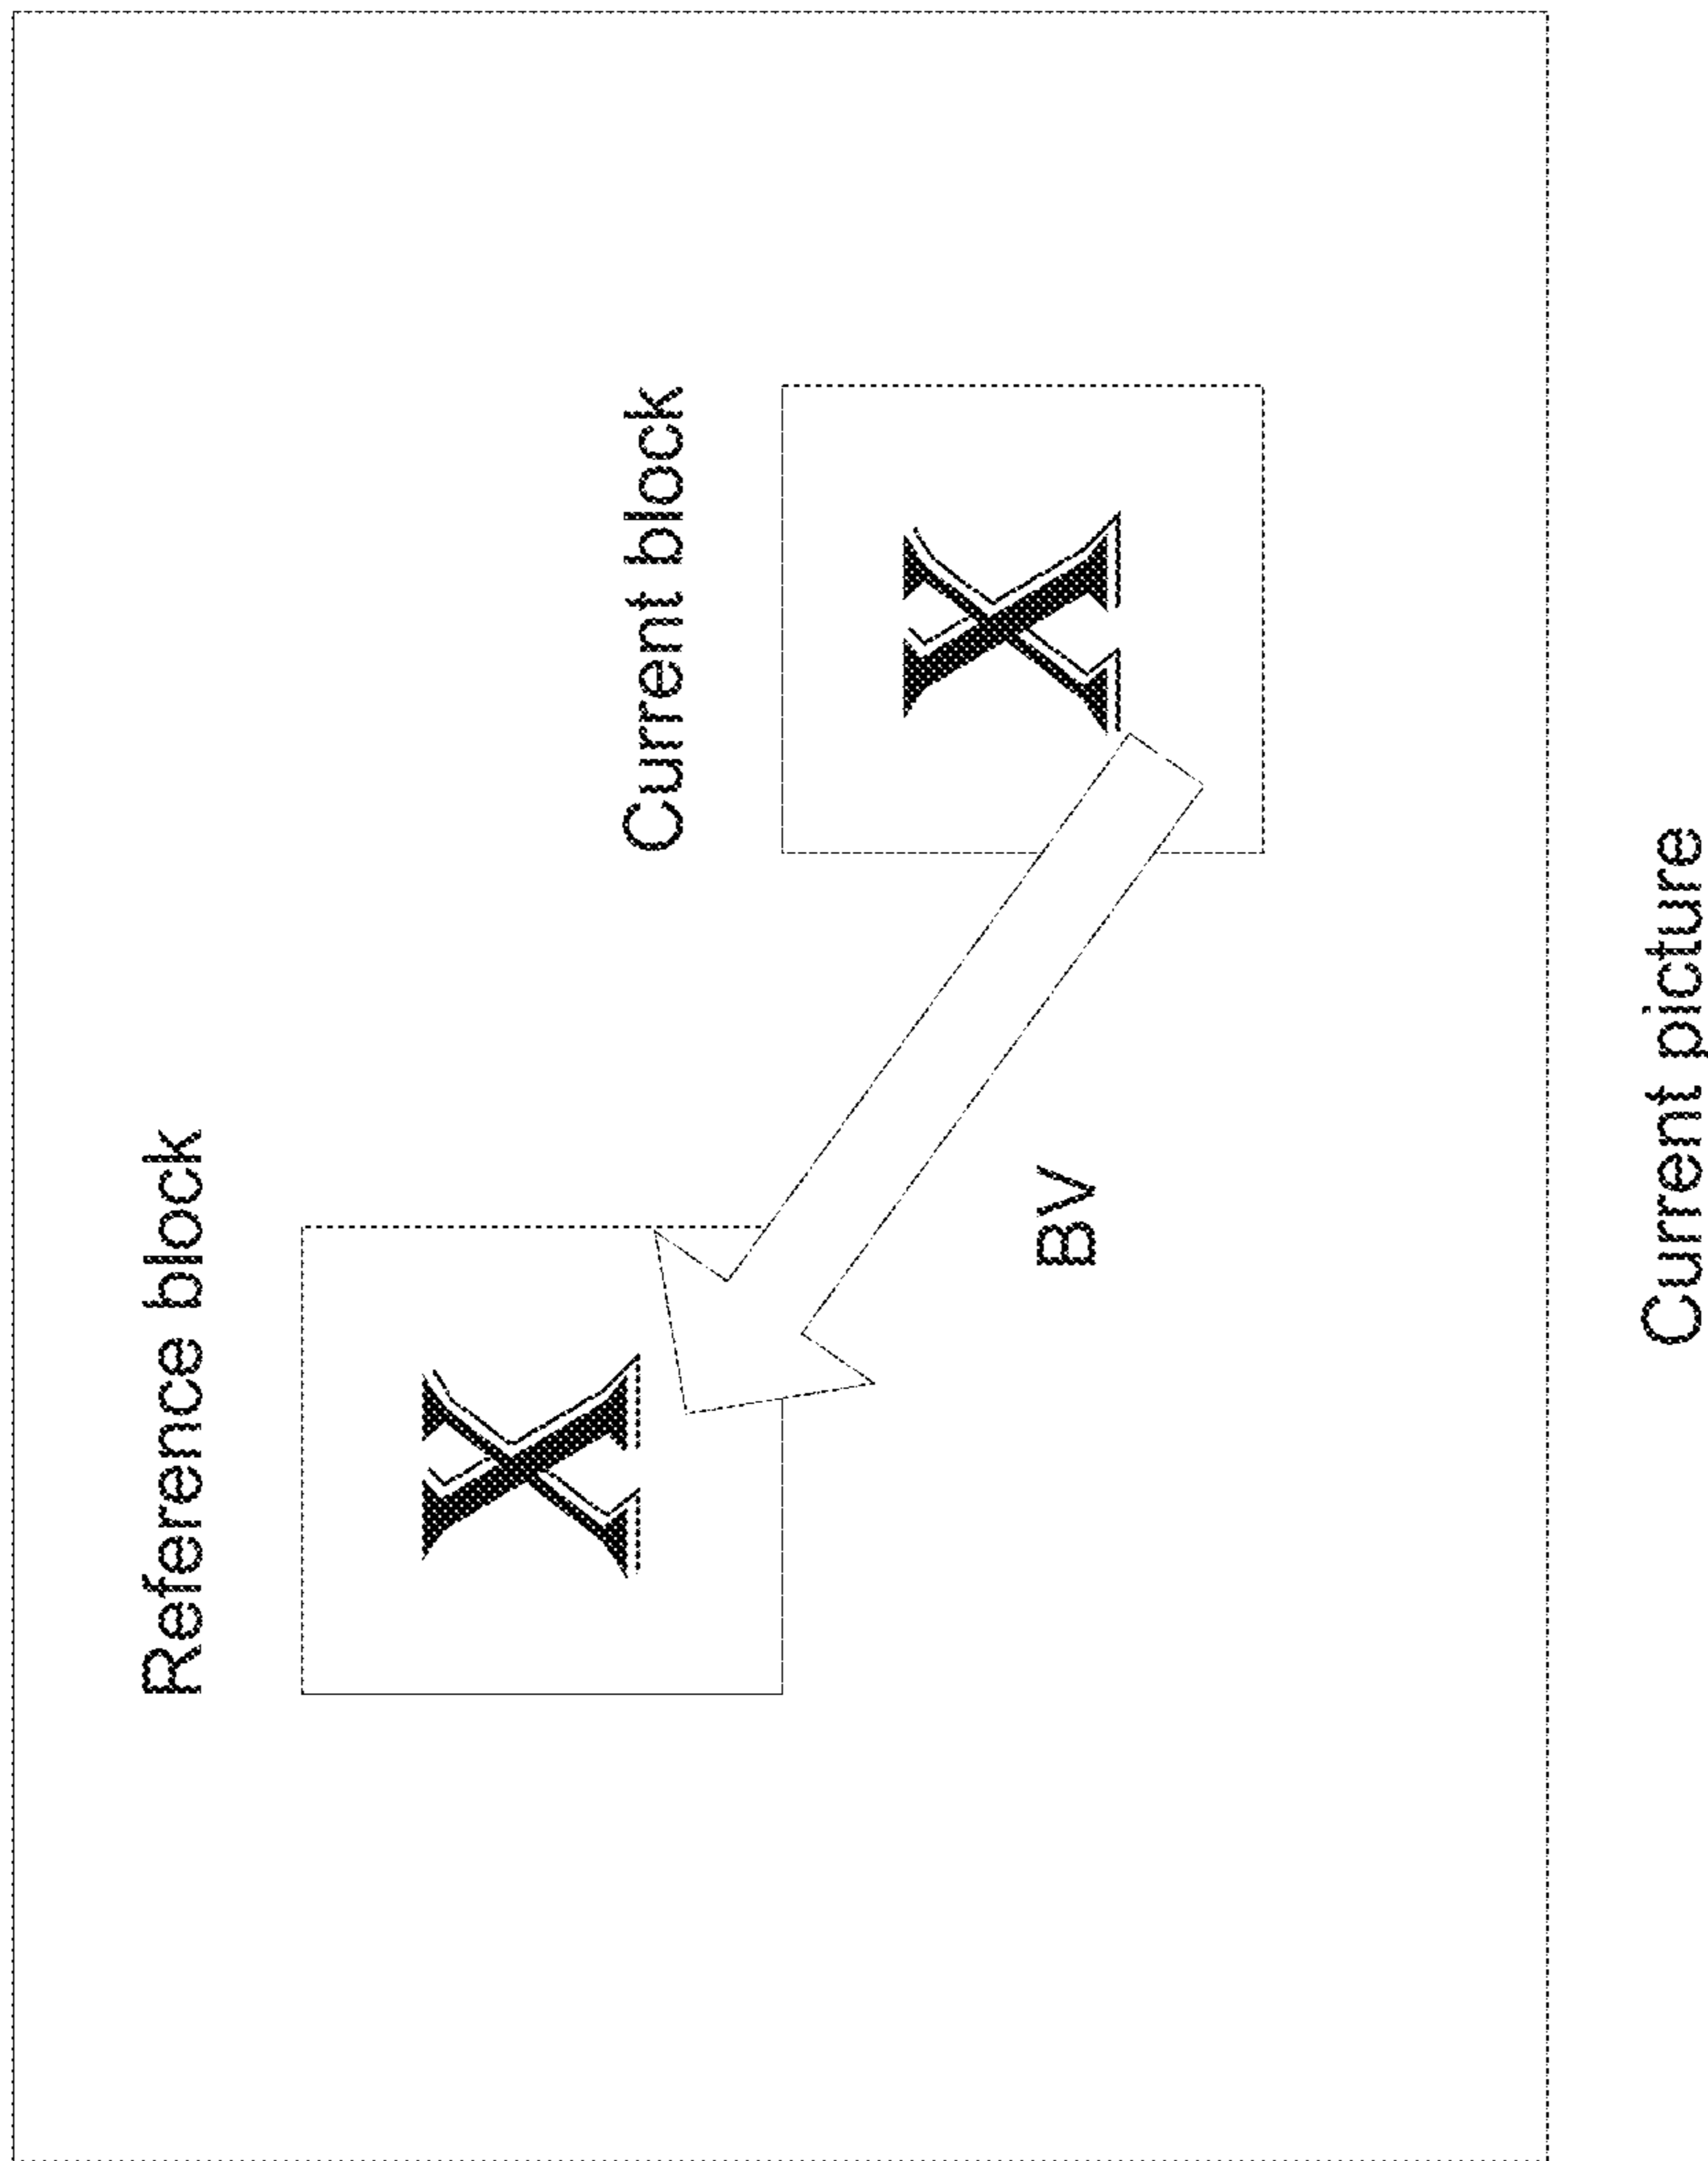 Reference block
X
Current block
X
BV
Current picture